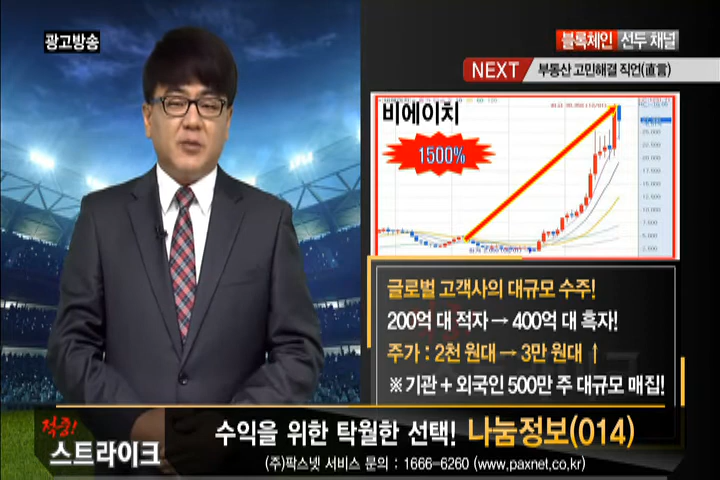 광고방송
블록체인 선두 채널
NEXT 부동산 고민해결 직언(直言)
비에이치
1500%
글로벌 고객사의 대규모 수주!
200억 대 적자 → 400억 대 흑자!
주가 : 2천 원대 → 3만 원대 ↑
※ 기관 + 외국인 500만 주 대규모 매집!
적중!
스트라이크
수익을 위한 탁월한 선택! 나눔정보(014)
(주)팍스넷 서비스 문의 : 1666-6260 (www.paxnet.co.kr)